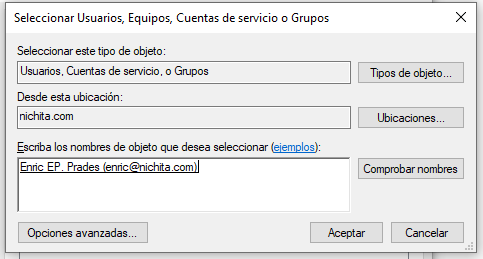 Seleccionar Usuarios, Equipos, Cuentas de servicio o Grupos
Seleccionar este tipo de objeto:
Usuarios, Cuentas de servicio, o Grupos
Tipos de objeto...
Desde esta ubicación:
nichita.com
Ubicaciones...
Escriba los nombres de objeto que desea seleccionar (ejemplos):
Enric EP. Prades (enric@nichita.com)
Comprobar nombres
Opciones avanzadas...
Aceptar
Cancelar